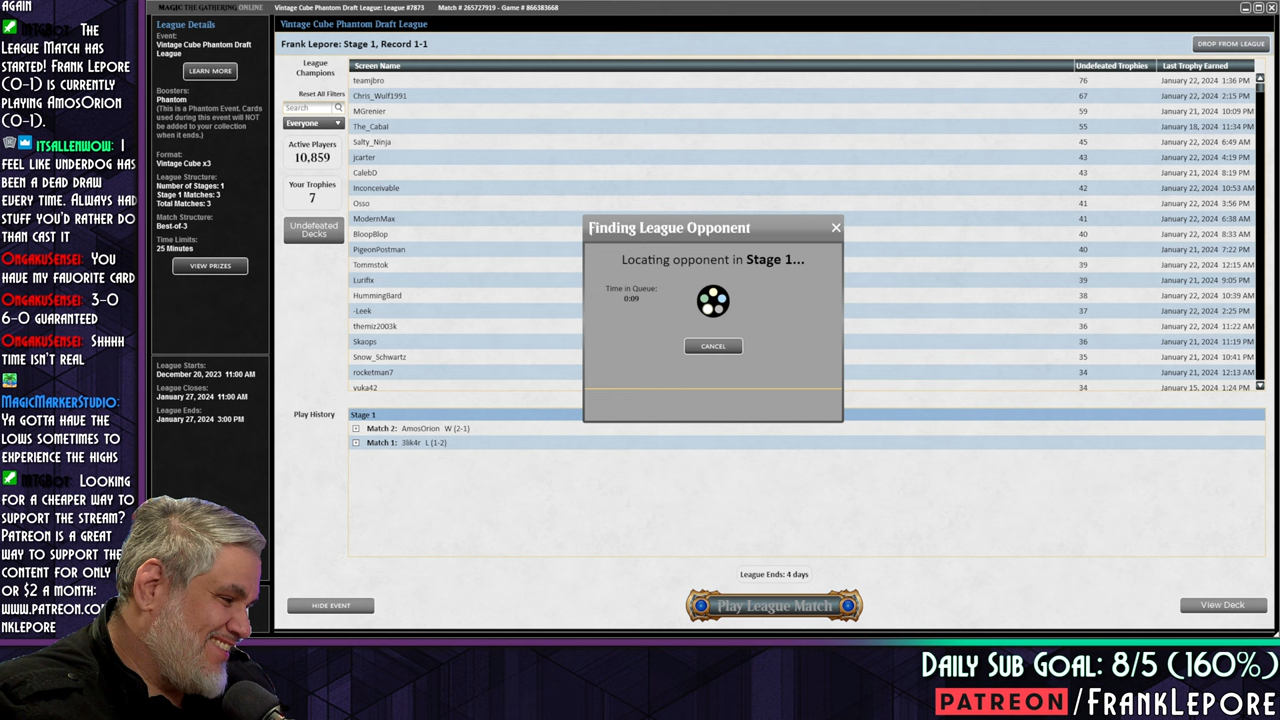 AGAIN
MTGBot: The
League Match has
started! Frank Lepore
(0-1) is currently
playing AmosOrion
(0-1).
itsallenwow: I
feel like underdog has
been a dead draw
every time. Always had
stuff you'd rather do
than cast it
OngakuSensei: You
have my favorite card
OngakuSensei: 3-0
6-0 guaranteed
OngakuSensei: Shhhh
time isn't real
MagicMarkerStudio:
Ya gotta have the
lows sometimes to
experience the highs
MTGBot: Looking
for a cheaper way to
support the stream?
Patreon is a great
way to support the
content for only
or $2 a month:
www.patreon.co
nklepore
MAGIC THE GATHERING ONLINE
Vintage Cube Phantom Draft League: League #7873 Match # 265727919 - Game # 866383668
League Details
Event:
Vintage Cube Phantom Draft
League
LEARN MORE
Boosters:
Phantom
(This is a Phantom Event. Cards
used during this event will NOT
be added to your collection
when it ends.)
Format:
Vintage Cube x3
League Structure:
Number of Stages: 1
Stage 1 Matches: 3
Total Matches: 3
Match Structure:
Best-of-3
Time Limits:
25 Minutes
VIEW PRIZES
League Starts:
December 20, 2023 11:00 AM
League Closes:
January 27, 2024 11:00 AM
League Ends:
January 27, 2024 3:00 PM
Vintage Cube Phantom Draft League
Frank Lepore: Stage 1, Record 1-1
DROP FROM LEAGUE
League
Champions
Reset All Filters
Search
Everyone
Active Players
10,859
Your Trophies
7
Undefeated
Decks
Screen Name Undefeated Trophies Last Trophy Earned
teamjbro 76 January 22, 2024 1:36 PM
Chris_Wulf1991 67 January 22, 2024 2:15 PM
MGrenier 59 January 21, 2024 10:09 PM
The_Cabal 55 January 18, 2024 11:34 PM
Salty_Ninja 45 January 22, 2024 6:49 AM
jcarter 43 January 22, 2024 4:19 PM
CalebD 43 January 21, 2024 8:19 PM
Inconceivable 42 January 22, 2024 10:53 AM
Osso 41 January 22, 2024 3:56 PM
ModernMax 41 January 22, 2024 6:38 AM
BloopBlop 40 January 22, 2024 8:33 AM
PigeonPostman 40 January 21, 2024 7:22 PM
Tommstok 39 January 22, 2024 12:15 AM
Lurifix 39 January 21, 2024 9:05 PM
HummingBard 38 January 22, 2024 10:39 AM
-Leek 37 January 22, 2024 2:25 PM
themiz2003k 36 January 22, 2024 11:22 AM
Skaops 36 January 21, 2024 11:19 PM
Snow_Schwartz 35 January 21, 2024 10:41 PM
rocketman7 34 January 21, 2024 12:13 AM
vuka42 34 January 15, 2024 1:24 PM
Finding League Opponent
Locating opponent in Stage 1...
Time in Queue:
0:09
CANCEL
Play History
Stage 1
Match 2: AmosOrion W (2-1)
Match 1: 3lik4r L (1-2)
League Ends: 4 days
HIDE EVENT
Play League Match
View Deck
Daily Sub Goal: 8/5 (160%)
PATREON/FrankLepore